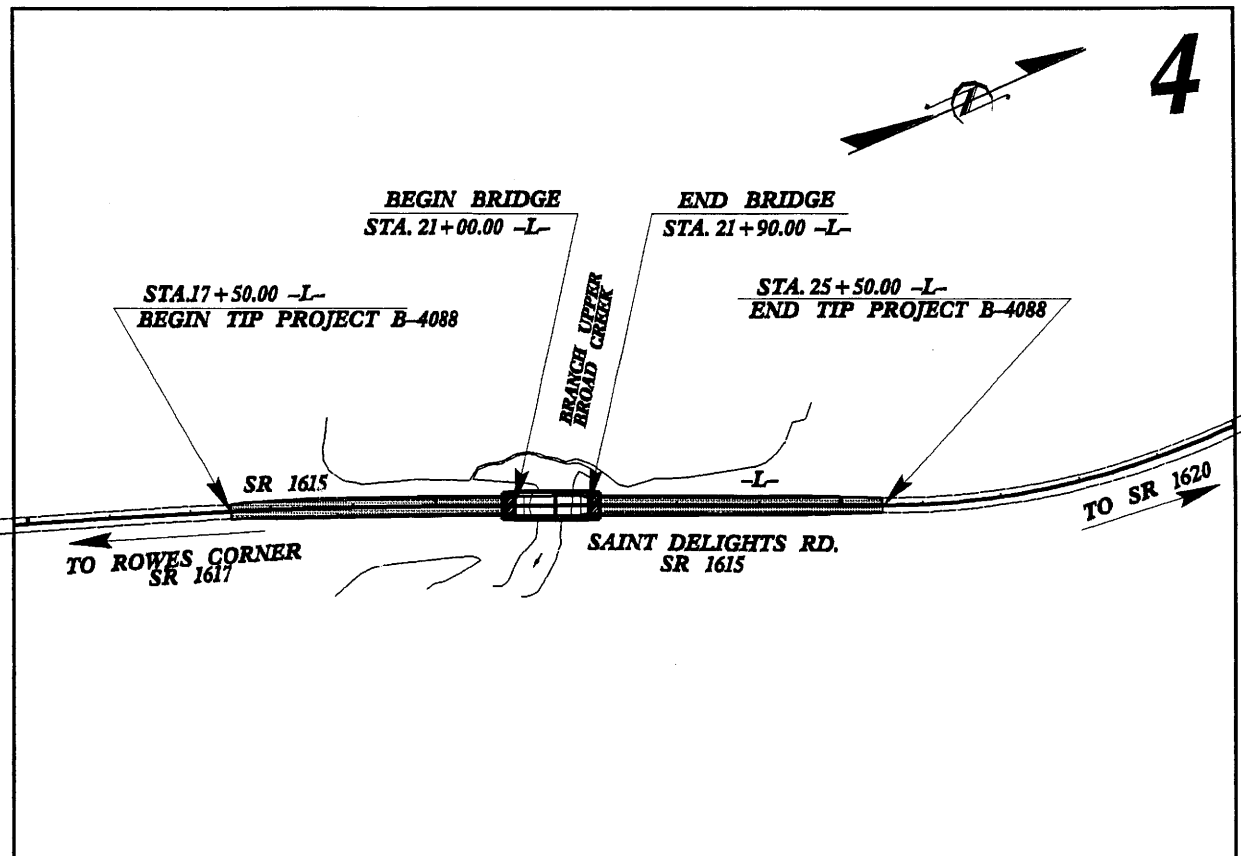 4
BEGIN BRIDGE
STA. 21+00.00 -L-
END BRIDGE
STA. 21+90.00 -L-
BRANCH UPPER
BROAD CREEK
STA.17+50.00 -L-
BEGIN TIP PROJECT B-4088
STA. 25+50.00 -L-
END TIP PROJECT B-4088
SR 1615
-L-
TO SR 1620
TO ROWES CORNER
SR 1617
SAINT DELIGHTS RD.
SR 1615